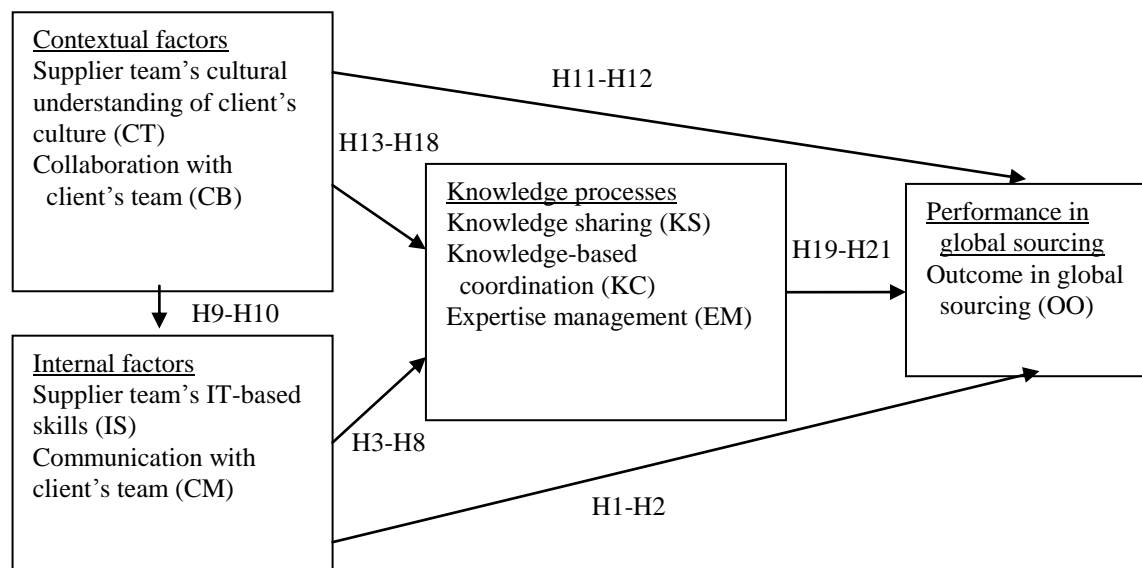 Contextual factors
Supplier team's cultural
understanding of client's
culture (CT)
Collaboration with
client's team (CB)
H11-H12
H13-H18
Knowledge processes
Knowledge sharing (KS)
Knowledge-based
coordination (KC)
Expertise management (EM)
H19-H21
Performance in
global sourcing
Outcome in global
sourcing (OO)
H9-H10
Internal factors
Supplier team's IT-based
skills (IS)
Communication with
client's team (CM)
H3-H8
H1-H2